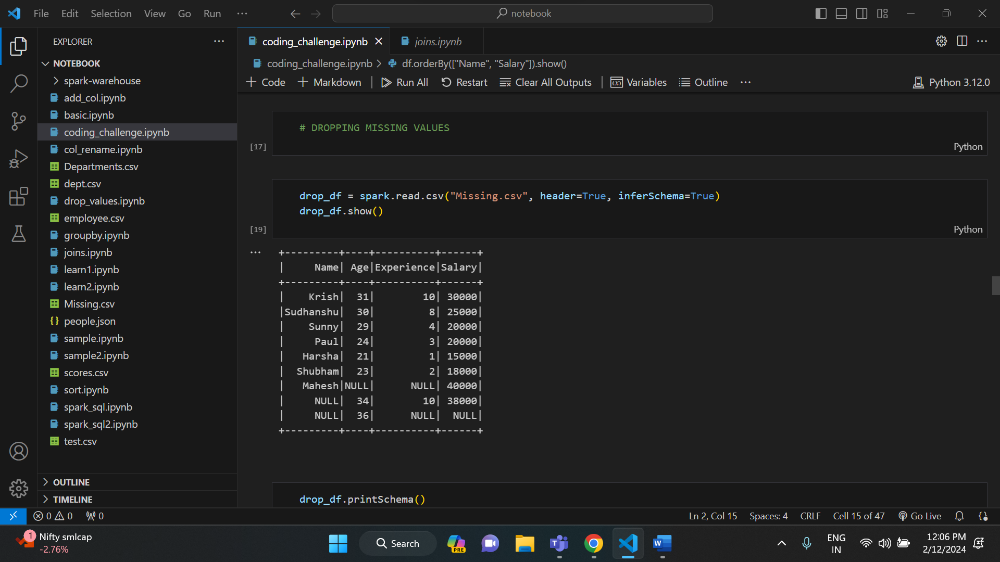 File Edit Selection View Go Run ··· notebook
EXPLORER ···
NOTEBOOK
spark-warehouse
add_col.ipynb
basic.ipynb
coding_challenge.ipynb
col_rename.ipynb
Departments.csv
dept.csv
drop_values.ipynb
employee.csv
groupby.ipynb
joins.ipynb
learn1.ipynb
learn2.ipynb
Missing.csv
{} people.json
sample.ipynb
sample2.ipynb
scores.csv
sort.ipynb
spark_sql.ipynb
spark_sql2.ipynb
test.csv
OUTLINE
TIMELINE
coding_challenge.ipynb joins.ipynb
coding_challenge.ipynb > df.orderBy(["Name", "Salary"]).show()
+ Code + Markdown | Run All Restart Clear All Outputs | Variables Outline ··· Python 3.12.0
# DROPPING MISSING VALUES
[17] Python
drop_df = spark.read.csv("Missing.csv", header=True, inferSchema=True)
drop_df.show()
[19] Python
··· +---------+----+----------+------+
|     Name| Age|Experience|Salary|
+---------+----+----------+------+
|    Krish|  31|        10| 30000|
|Sudhanshu|  30|         8| 25000|
|    Sunny|  29|         4| 20000|
|     Paul|  24|         3| 20000|
|   Harsha|  21|         1| 15000|
|  Shubham|  23|         2| 18000|
|   Mahesh|NULL|      NULL| 40000|
|     NULL|  34|        10| 38000|
|     NULL|  36|      NULL|  NULL|
+---------+----+----------+------+
drop_df.printSchema()
0 0 0 Ln 2, Col 15 Spaces: 4 CRLF Cell 15 of 47 Go Live
1 Nifty smlcap
-2.76%
Search
PRE
ENG
IN
12:06 PM
2/12/2024